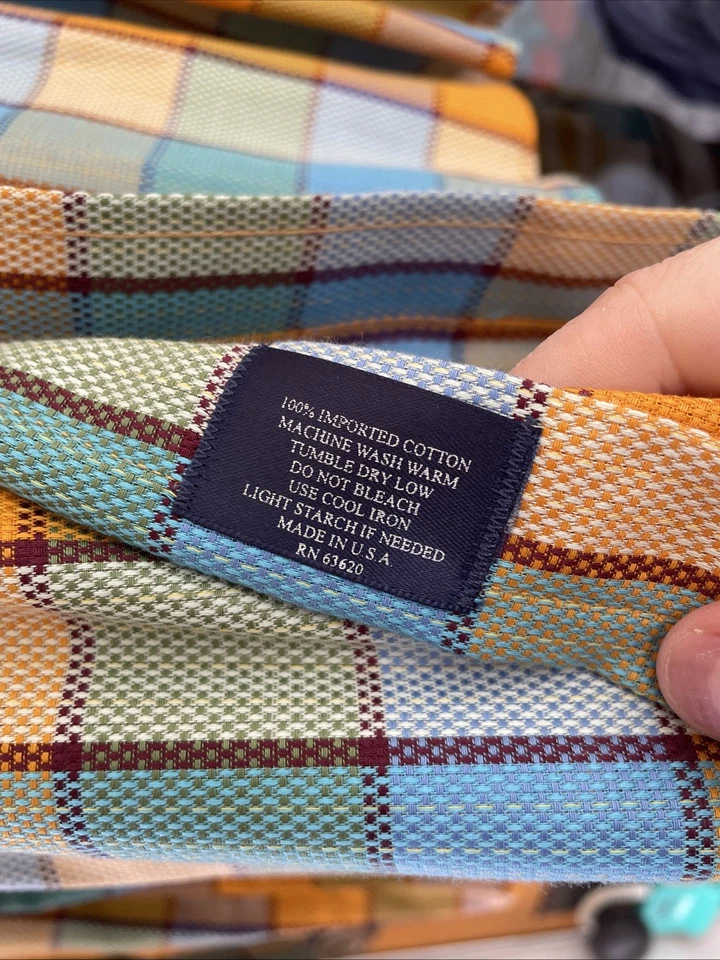 100% IMPORTED COTTON
MACHINE WASH WARM
TUMBLE DRY LOW
DO NOT BLEACH
USE COOL IRON
LIGHT STARCH IF NEEDED
MADE IN U.S.A.
RN 63620